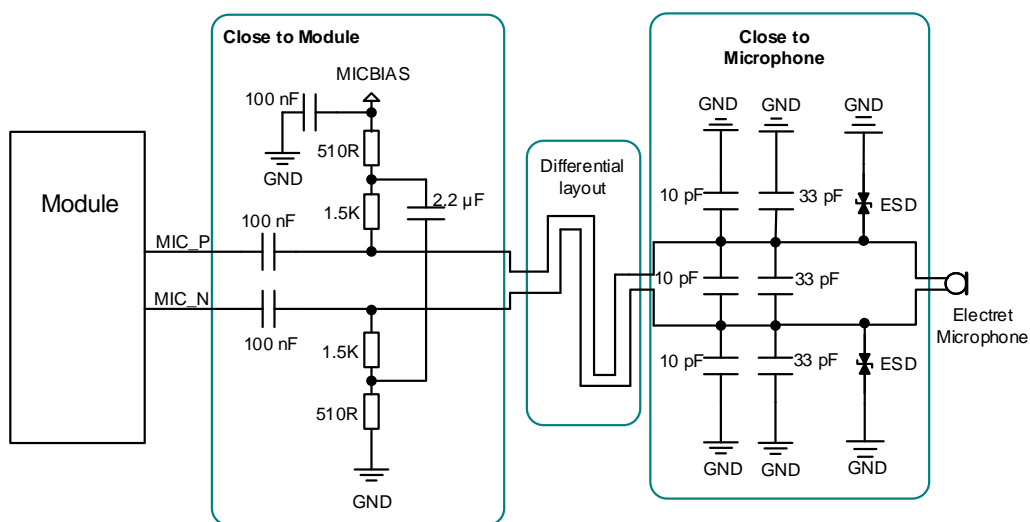 Close to Module
MICBIAS
100 nF
GND
510R
1.5K
2.2 µF
Module
100 nF
MIC_P
MIC_N
100 nF
1.5K
510R
GND
Differential
layout
Close to
Microphone
GND
GND
GND
10 pF
33 pF
ESD
10 pF
33 pF
Electret
Microphone
10 pF
33 pF
ESD
GND
GND
GND